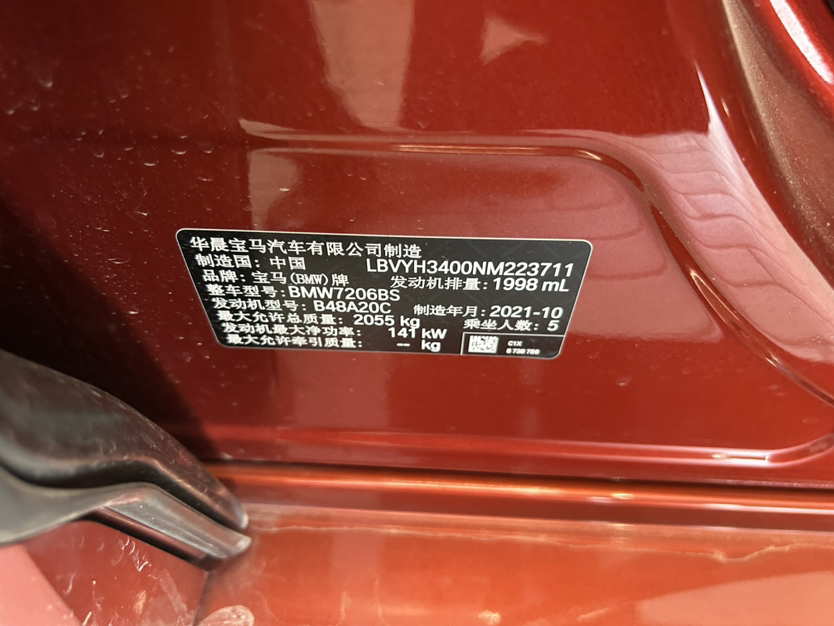 华晨宝马汽车有限公司制造
制造国: 中国 LBVYH3400NM223711
品牌: 宝马(BMW)牌 发动机排量: 1998 mL
整车型号: BMW7206BS
发动机型号: B48A20C 制造年月: 2021-10
最大允许总质量: 2055 kg 乘坐人数: 5
发动机最大净功率: 141 kW
最大允许牵引质量: -- kg